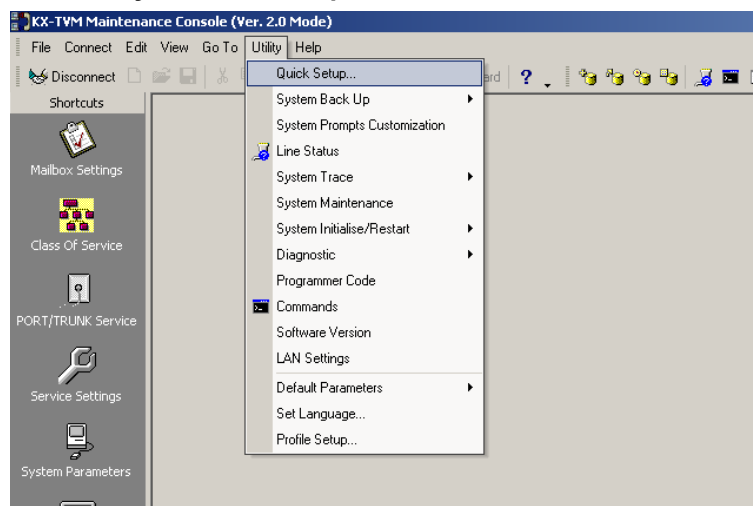 KX-TVM Maintenance Console (Ver. 2.0 Mode)
File Connect Edit View Go To Utility Help
Disconnect
Shortcuts
Mailbox Settings
Class Of Service
PORT/TRUNK Service
Service Settings
System Parameters
Quick Setup...
System Back Up
System Prompts Customization
Line Status
System Trace
System Maintenance
System Initialise/Restart
Diagnostic
Programmer Code
Commands
Software Version
LAN Settings
Default Parameters
Set Language...
Profile Setup...